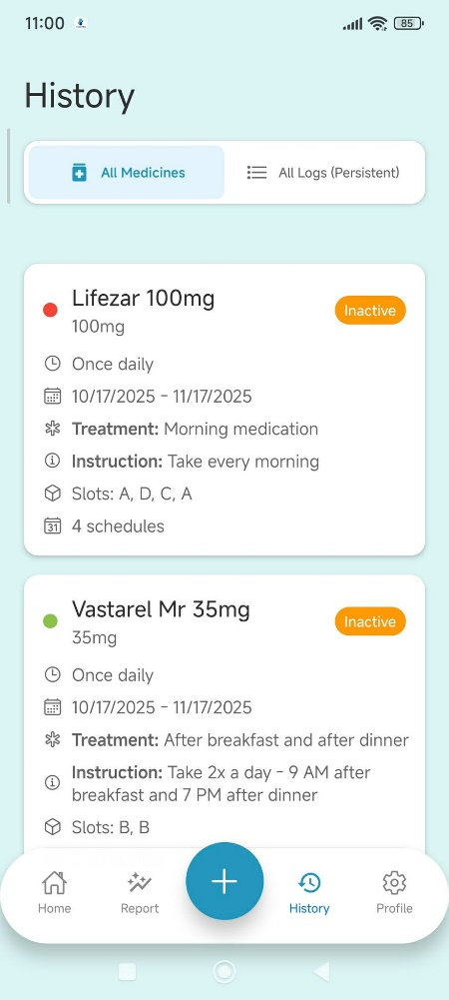 11:00
85
History
All Medicines
All Logs (Persistent)
Lifezar 100mg
Inactive
100mg
Once daily
10/17/2025 - 11/17/2025
Treatment: Morning medication
Instruction: Take every morning
Slots: A, D, C, A
31
4 schedules
Vastarel Mr 35mg
Inactive
35mg
Once daily
10/17/2025 - 11/17/2025
Treatment: After breakfast and after dinner
Instruction: Take 2x a day - 9 AM after
breakfast and 7 PM after dinner
Slots: B, B
Home
Report
History
Profile